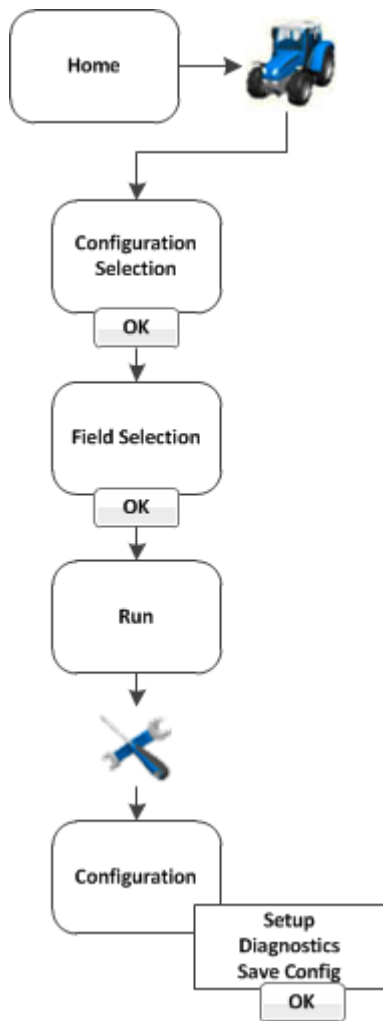 Home
Configuration
Selection
OK
Field Selection
OK
Run
Configuration
Setup
Diagnostics
Save Config
OK